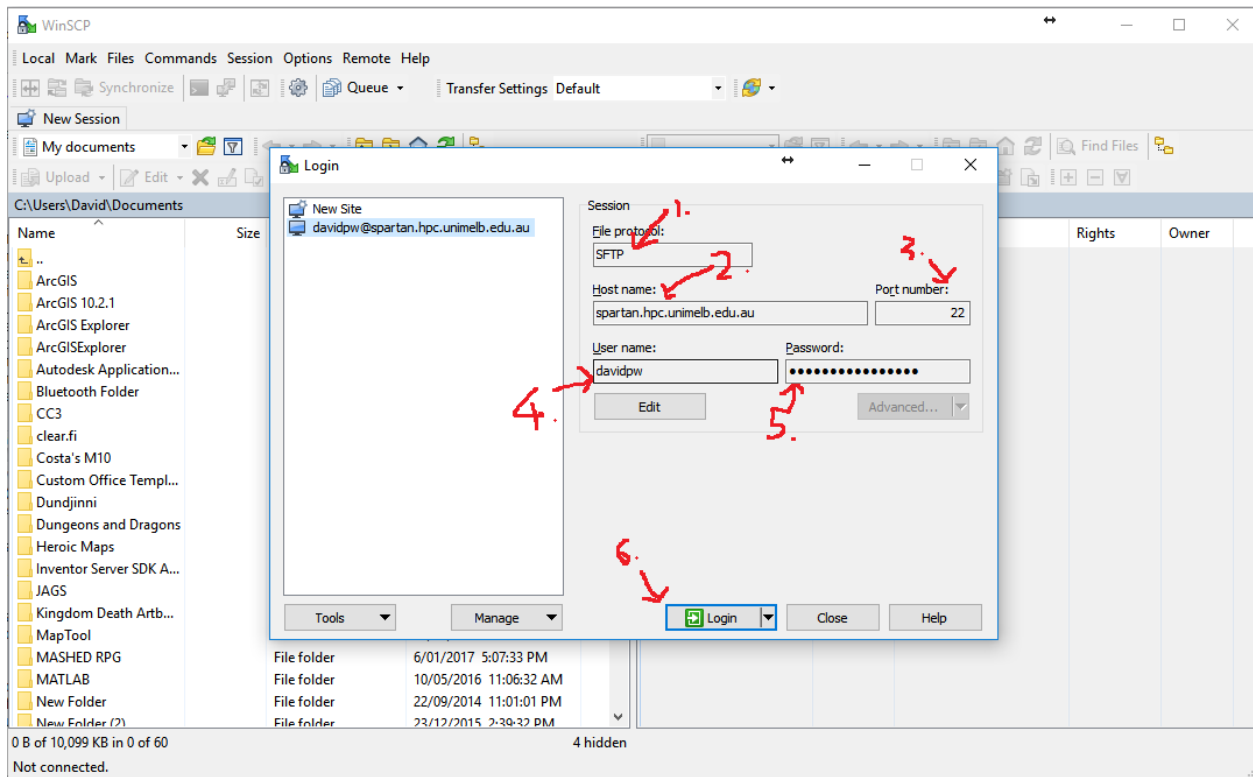 WinSCP
Local Mark Files Commands Session Options Remote Help
Synchronize Queue Transfer Settings Default
New Session
My documents Find Files
Upload Edit
C:\Users\David\Documents
Name Size Rights Owner
..
ArcGIS
ArcGIS 10.2.1
ArcGIS Explorer
ArcGISExplorer
Autodesk Application...
Bluetooth Folder
CC3
clear.fi
Costa's M10
Custom Office Templ...
Dundjinni
Dungeons and Dragons
Heroic Maps
Inventor Server SDK A...
JAGS
Kingdom Death Artb...
MapTool
MASHED RPG File folder 6/01/2017 5:07:33 PM
MATLAB File folder 10/05/2016 11:06:32 AM
New Folder File folder 22/09/2014 11:01:01 PM
New Folder (2) File folder 23/12/2015 2:39:32 PM
0 B of 10,099 KB in 0 of 60 4 hidden
Not connected.
Login
New Site
davidpw@spartan.hpc.unimelb.edu.au
Session 1.
File protocol:
SFTP 2. 3.
Host name: Port number:
spartan.hpc.unimelb.edu.au 22
User name: Password:
davidpw ••••••••••••••••
4. Edit 5. Advanced...
6.
Tools Manage Login Close Help